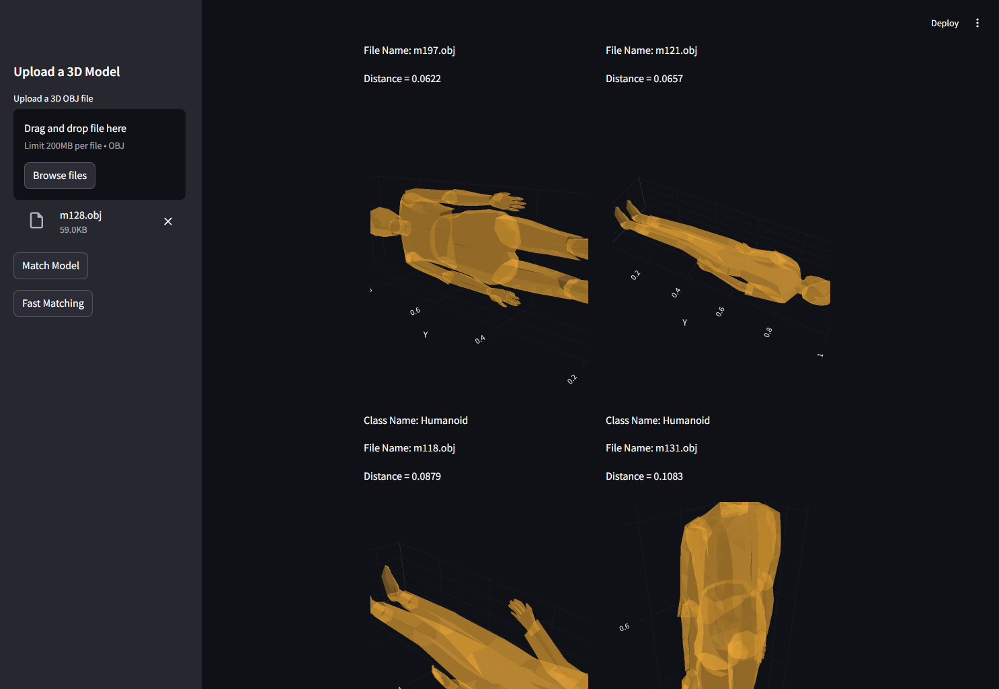 Deploy
Upload a 3D Model
Upload a 3D OBJ file
Drag and drop file here
Limit 200MB per file • OBJ
Browse files
m128.obj
59.0KB
Match Model
Fast Matching
File Name: m197.obj
Distance = 0.0622
0.6
Y
0.4
0.2
File Name: m121.obj
Distance = 0.0657
0.2
0.4
Y
0.6
0.8
1
Class Name: Humanoid
File Name: m118.obj
Distance = 0.0879
Class Name: Humanoid
File Name: m131.obj
Distance = 0.1083
0.6